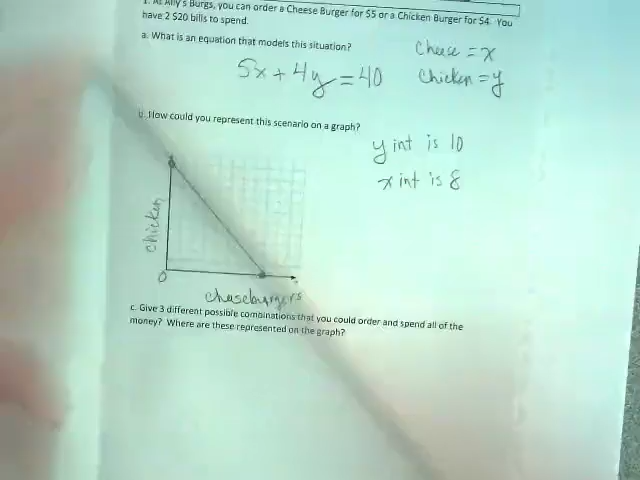 1. At Ally's Burgs, you can order a Cheese Burger for $5 or a Chicken Burger for $4. You
have 2 $20 bills to spend.
a. What is an equation that models this situation?
Cheese = x
5x + 4y = 40
Chicken = y
b. How could you represent this scenario on a graph?
y int is 10
x int is 8
chicken
0
cheseburgers
c. Give 3 different possible combinations that you could order and spend all of the
money? Where are these represented on the graph?